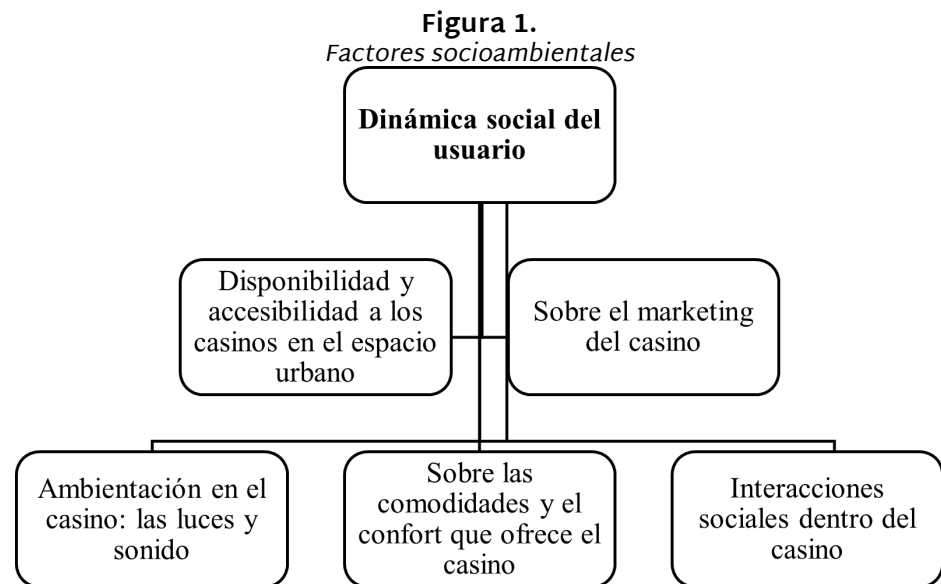 Figura 1.
Factores socioambientales
Dinámica social del
usuario
Disponibilidad y
accesibilidad a los
casinos en el espacio
urbano
Sobre el marketing
del casino
Ambientación en el
casino: las luces y
sonido
Sobre las
comodidades y el
confort que ofrece el
casino
Interacciones
sociales dentro del
casino